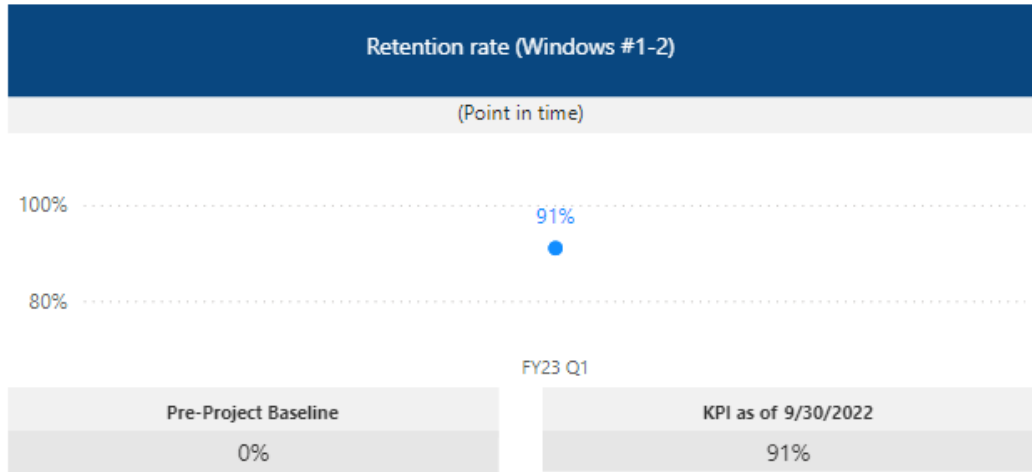 Retention rate (Windows #1-2)
(Point in time)
100%
91%
80%
FY23 Q1
Pre-Project Baseline
KPI as of 9/30/2022
0%
91%